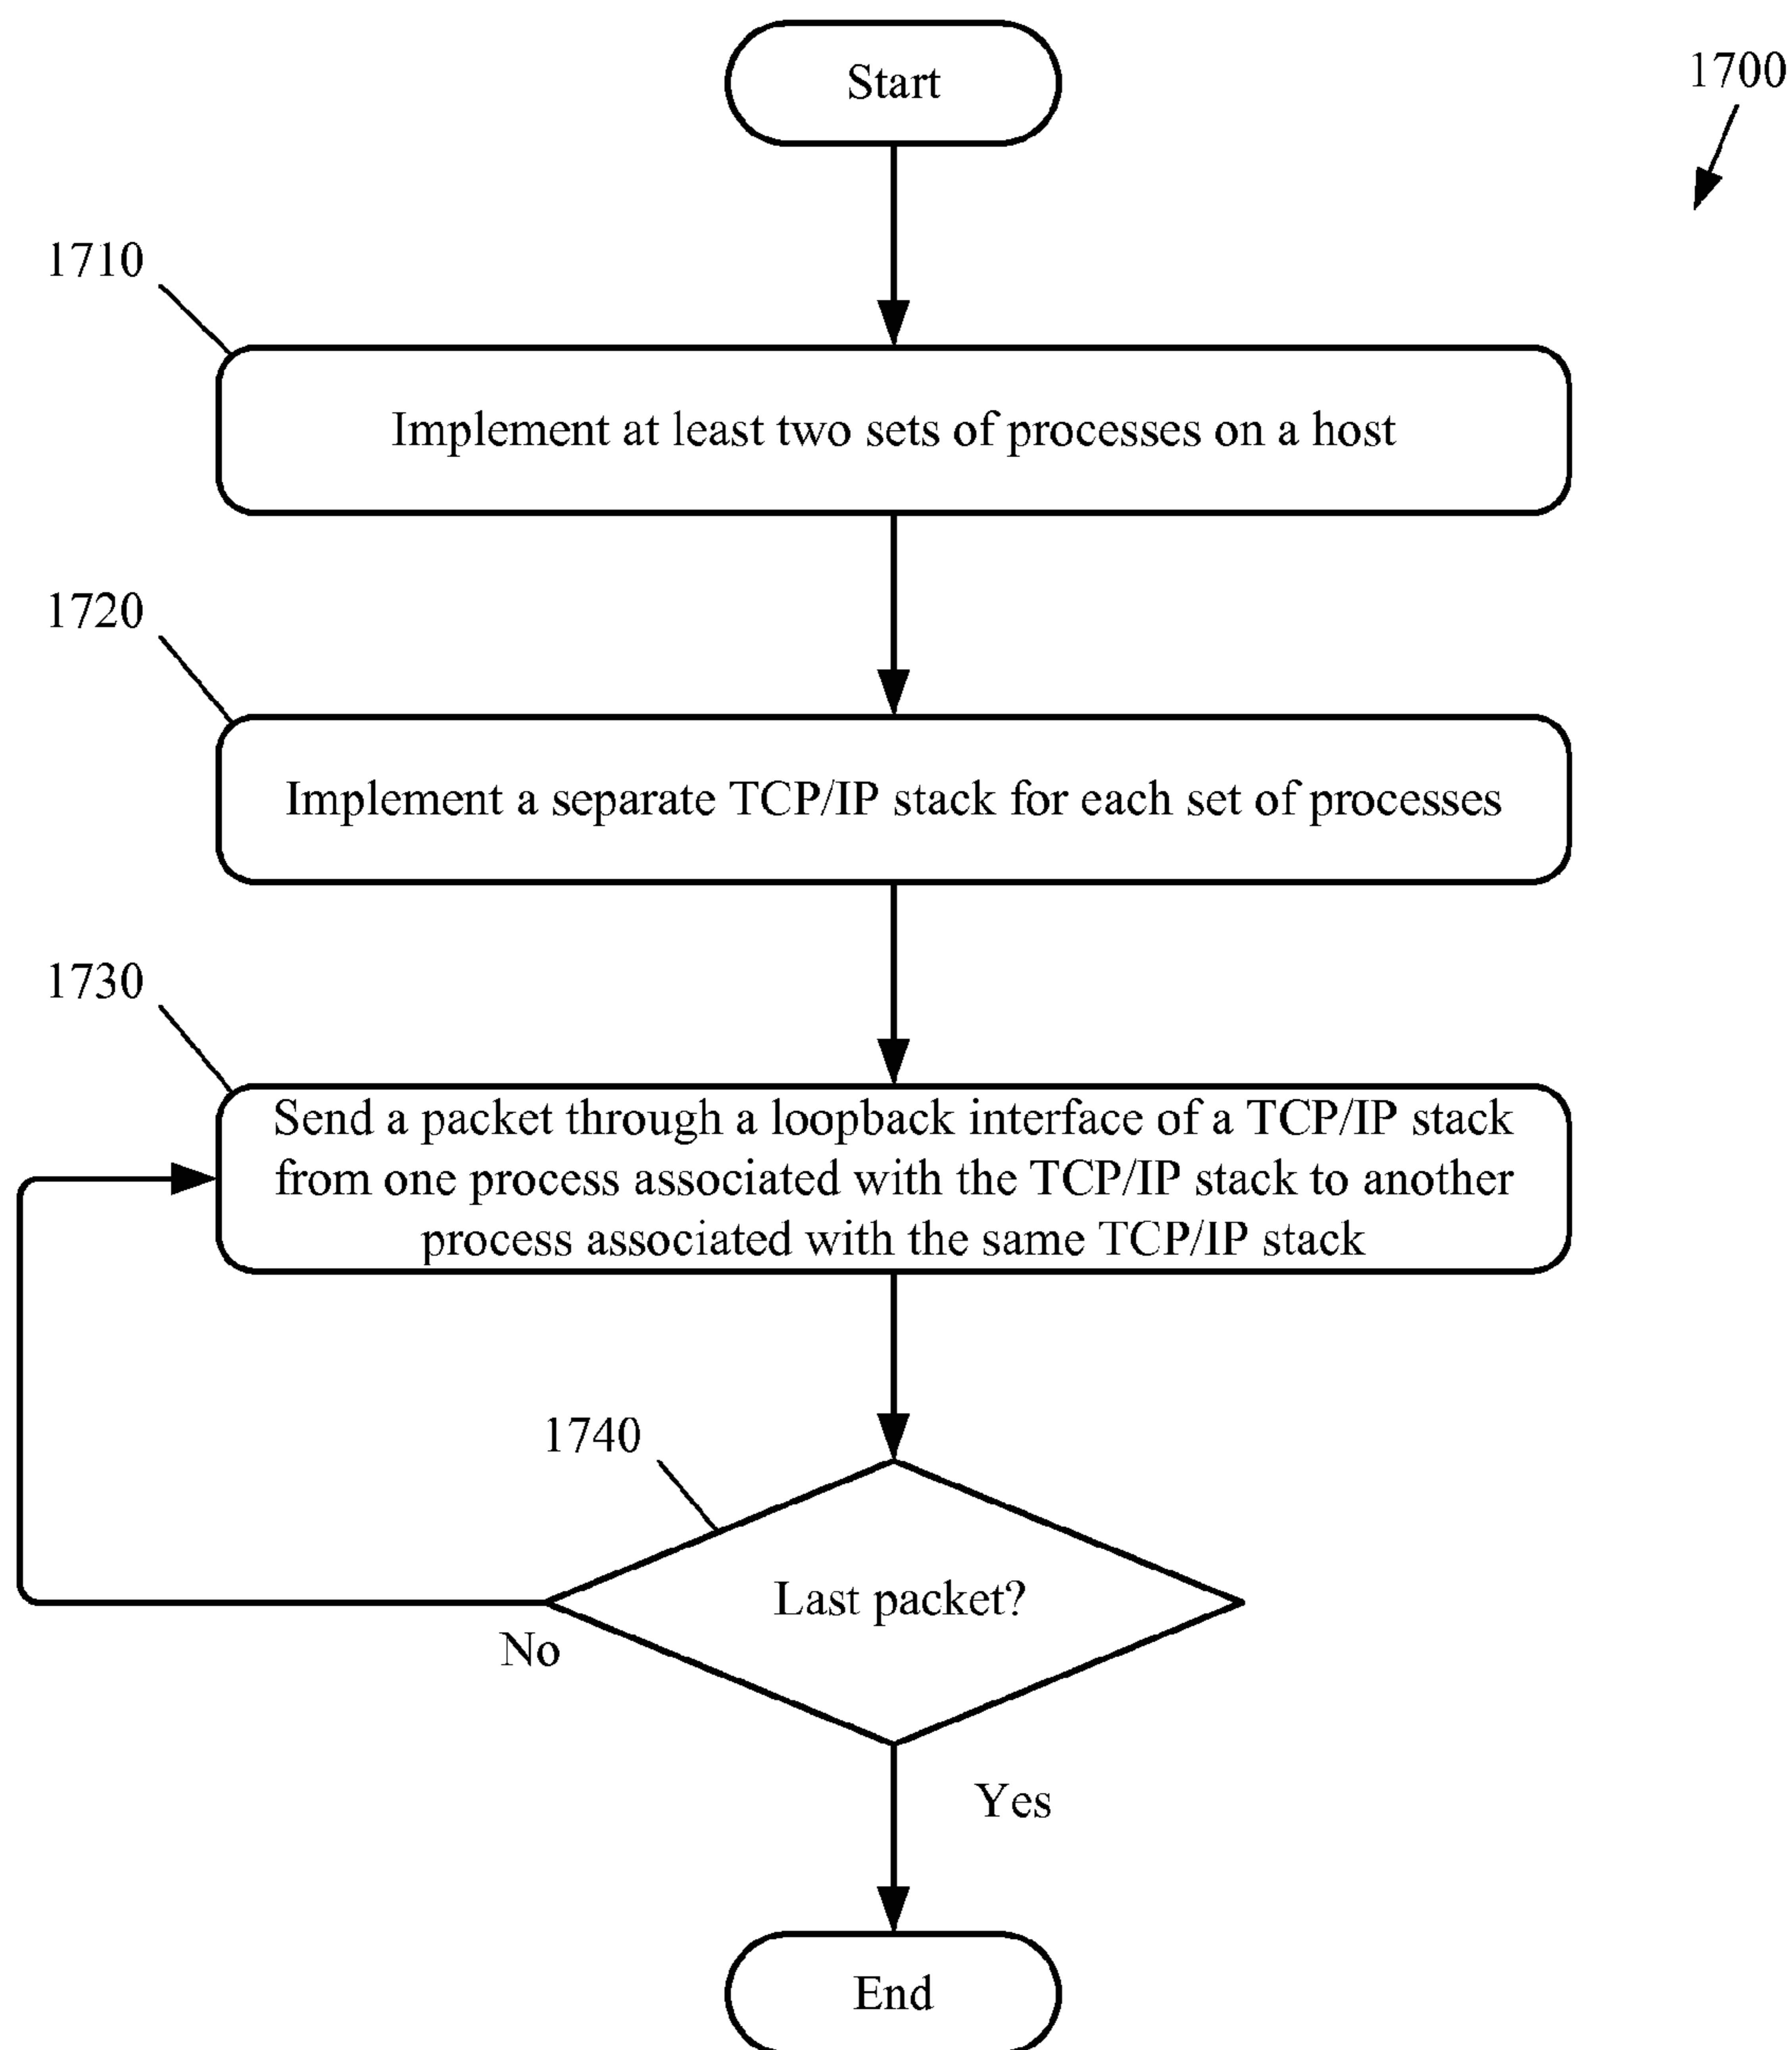 Start
1700
1710
Implement at least two sets of processes on a host
1720
Implement a separate TCP/IP stack for each set of processes
1730
Send a packet through a loopback interface of a TCP/IP stack
from one process associated with the TCP/IP stack to another
process associated with the same TCP/IP stack
1740
Last packet?
No
Yes
End